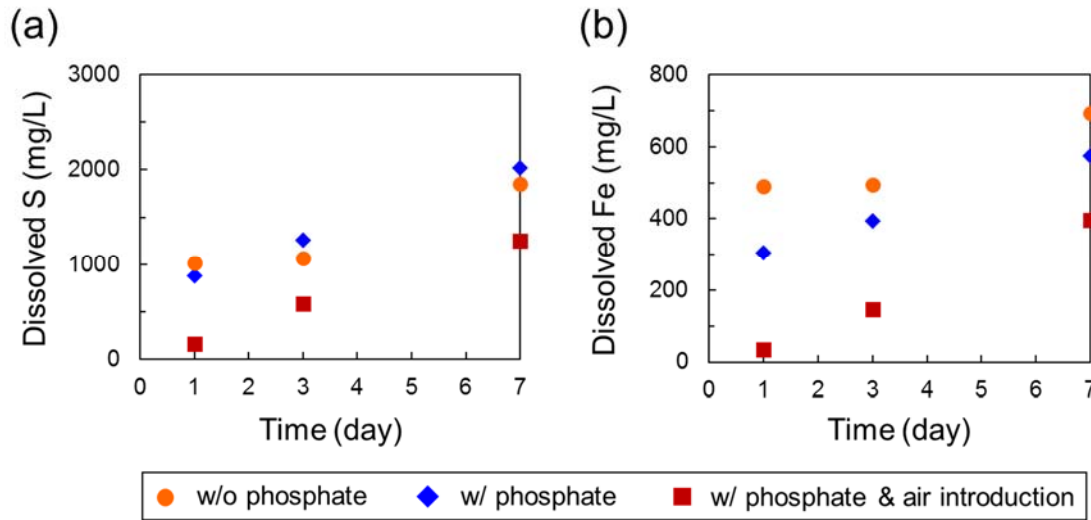 (a)
(b)
Dissolved S (mg/L)
3000
2000
1000
0
0 1 2 3 4 5 6 7
Time (day)
Dissolved Fe (mg/L)
800
600
400
200
0
0 1 2 3 4 5 6 7
Time (day)
w/o phosphate
w/ phosphate
w/ phosphate & air introduction